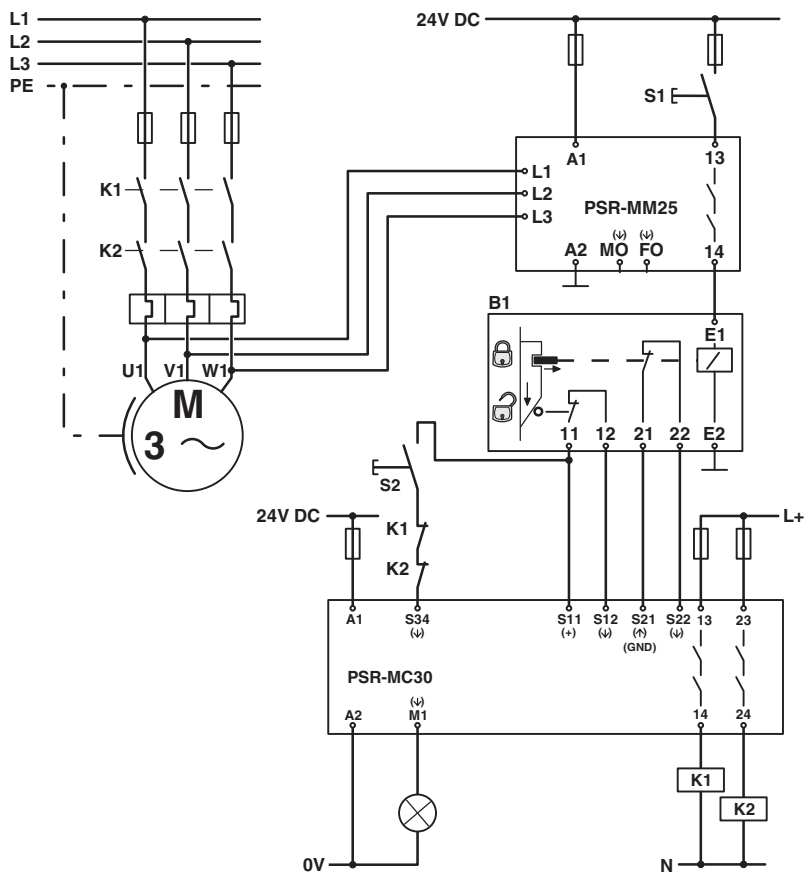 L1
24V DC
L2
L3
PE
S1
A1
13
L1
L2
L3
K1
PSR-MM25
A2
MO
FO
14
K2
B1
E1
U1
V1
W1
M
3
11
12
21
22
E2
S2
24V DC
L+
K1
K2
A1
S34
S11
(+)
S12
S21
(GND)
S22
13
23
PSR-MC30
A2
M1
14
24
K1
K2
0V
N